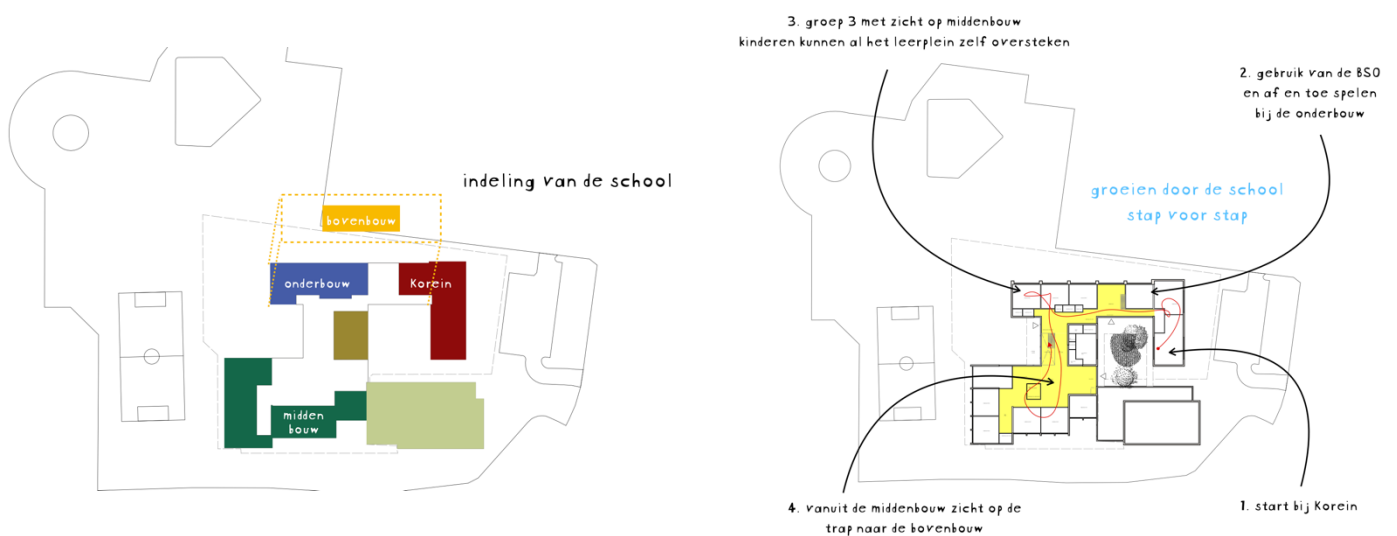 indeling van de school
bovenbouw
onderbouw
Korein
midden
bouw
3. groep 3 met zicht op middenbouw
kinderen kunnen al het leerplein zelf oversteken
2. gebruik van de BSO
en af en toe spelen
bij de onderbouw
groeien door de school
stap voor stap
4. vanuit de middenbouw zicht op de
trap naar de bovenbouw
1. start bij Korein